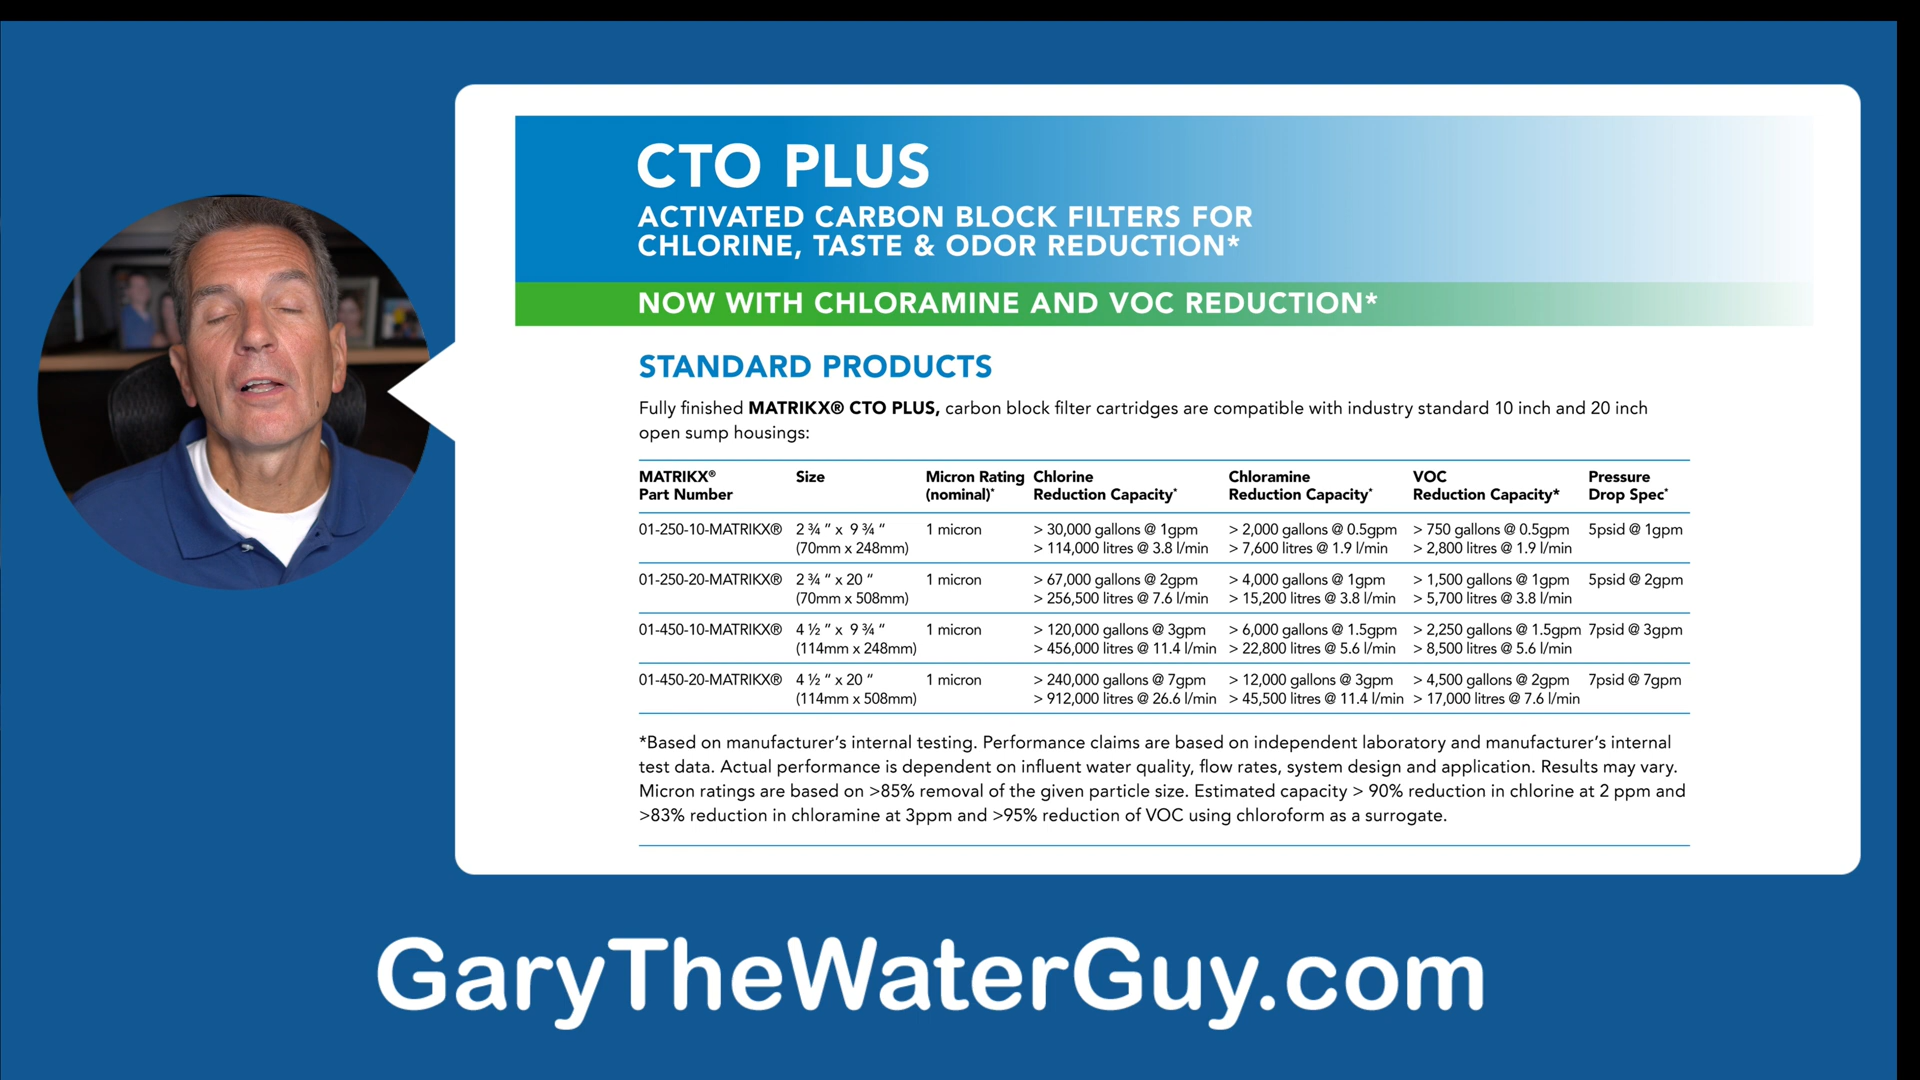 CTO PLUS
ACTIVATED CARBON BLOCK FILTERS FOR
CHLORINE, TASTE & ODOR REDUCTION*
NOW WITH CHLORAMINE AND VOC REDUCTION*
STANDARD PRODUCTS
Fully finished MATRIKX® CTO PLUS, carbon block filter cartridges are compatible with industry standard 10 inch and 20 inch
open sump housings:
MATRIKX® Size Micron Rating Chlorine Chloramine VOC Pressure
Part Number (nominal)* Reduction Capacity* Reduction Capacity* Reduction Capacity* Drop Spec*
01-250-10-MATRIKX® 2 ¾ " x 9 ¾ " 1 micron > 30,000 gallons @ 1gpm > 2,000 gallons @ 0.5gpm > 750 gallons @ 0.5gpm 5psid @ 1gpm
(70mm x 248mm) > 114,000 litres @ 3.8 l/min > 7,600 litres @ 1.9 l/min > 2,800 litres @ 1.9 l/min
01-250-20-MATRIKX® 2 ¾ " x 20 " 1 micron > 67,000 gallons @ 2gpm > 4,000 gallons @ 1gpm > 1,500 gallons @ 1gpm 5psid @ 2gpm
(70mm x 508mm) > 256,500 litres @ 7.6 l/min > 15,200 litres @ 3.8 l/min > 5,700 litres @ 3.8 l/min
01-450-10-MATRIKX® 4 ½ " x 9 ¾ " 1 micron > 120,000 gallons @ 3gpm > 6,000 gallons @ 1.5gpm > 2,250 gallons @ 1.5gpm 7psid @ 3gpm
(114mm x 248mm) > 456,000 litres @ 11.4 l/min > 22,800 litres @ 5.6 l/min > 8,500 litres @ 5.6 l/min
01-450-20-MATRIKX® 4 ½ " x 20 " 1 micron > 240,000 gallons @ 7gpm > 12,000 gallons @ 3gpm > 4,500 gallons @ 2gpm 7psid @ 7gpm
(114mm x 508mm) > 912,000 litres @ 26.6 l/min > 45,500 litres @ 11.4 l/min > 17,000 litres @ 7.6 l/min
*Based on manufacturer's internal testing. Performance claims are based on independent laboratory and manufacturer's internal
test data. Actual performance is dependent on influent water quality, flow rates, system design and application. Results may vary.
Micron ratings are based on >85% removal of the given particle size. Estimated capacity > 90% reduction in chlorine at 2 ppm and
>83% reduction in chloramine at 3ppm and >95% reduction of VOC using chloroform as a surrogate.
GaryTheWaterGuy.com